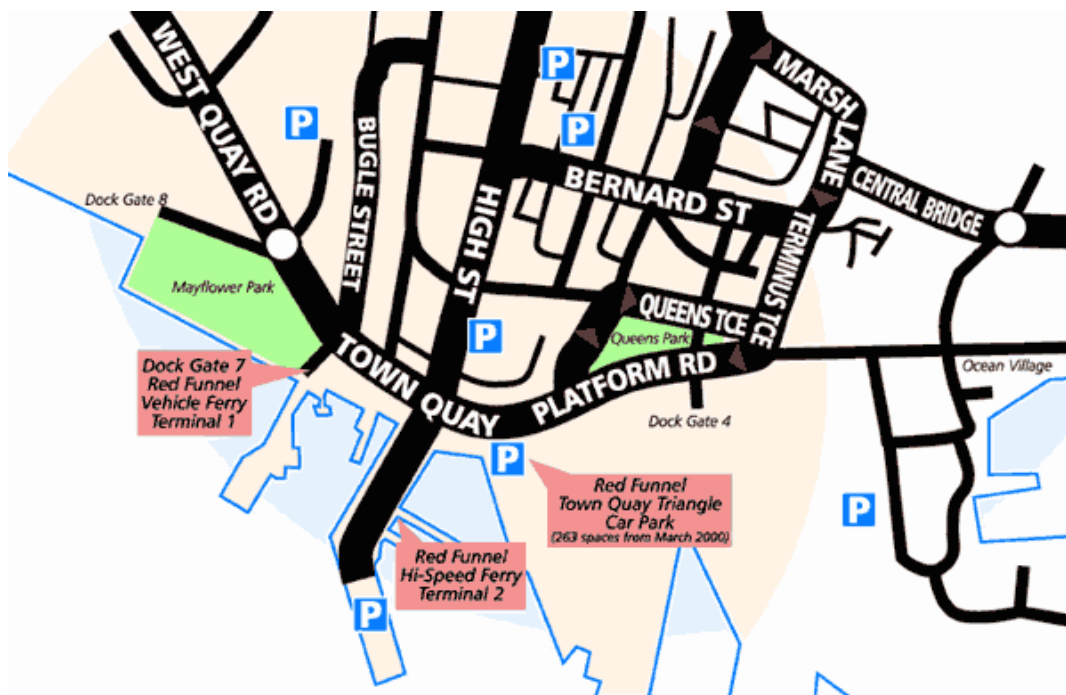 WEST QUAY RD
P
P
P
MARSH LANE
BUGLE STREET
BERNARD ST
CENTRAL BRIDGE
Dock Gate 8
HIGH ST
TERMINUS TCE
Mayflower Park
QUEENS TCE
Queens Park
P
TOWN QUAY
PLATFORM RD
Ocean Village
Dock Gate 7
Red Funnel
Vehicle Ferry
Terminal 1
Dock Gate 4
P
Red Funnel
Town Quay Triangle
Car Park
(263 spaces from March 2000)
P
Red Funnel
Hi-Speed Ferry
Terminal 2
P